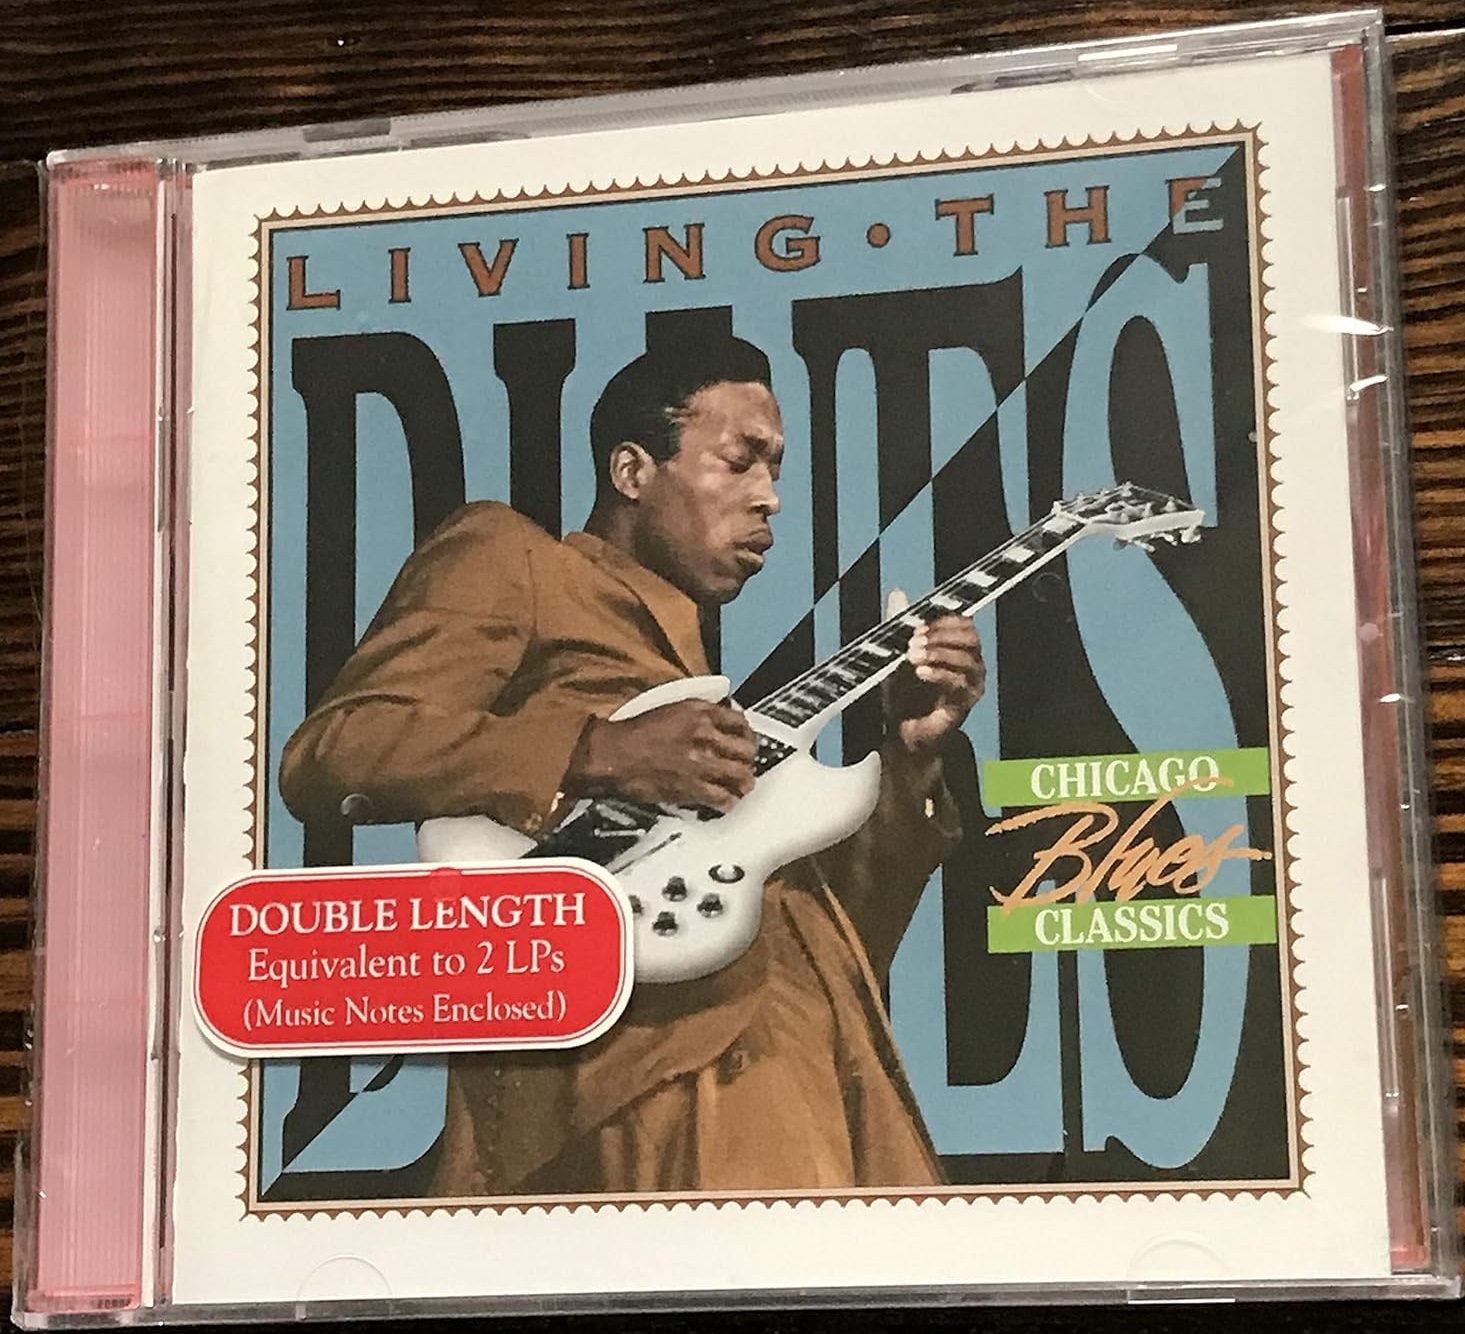 LIVING • THE
BLUES
CHICAGO
Blues
CLASSICS
DOUBLE LENGTH
Equivalent to 2 LPs
(Music Notes Enclosed)